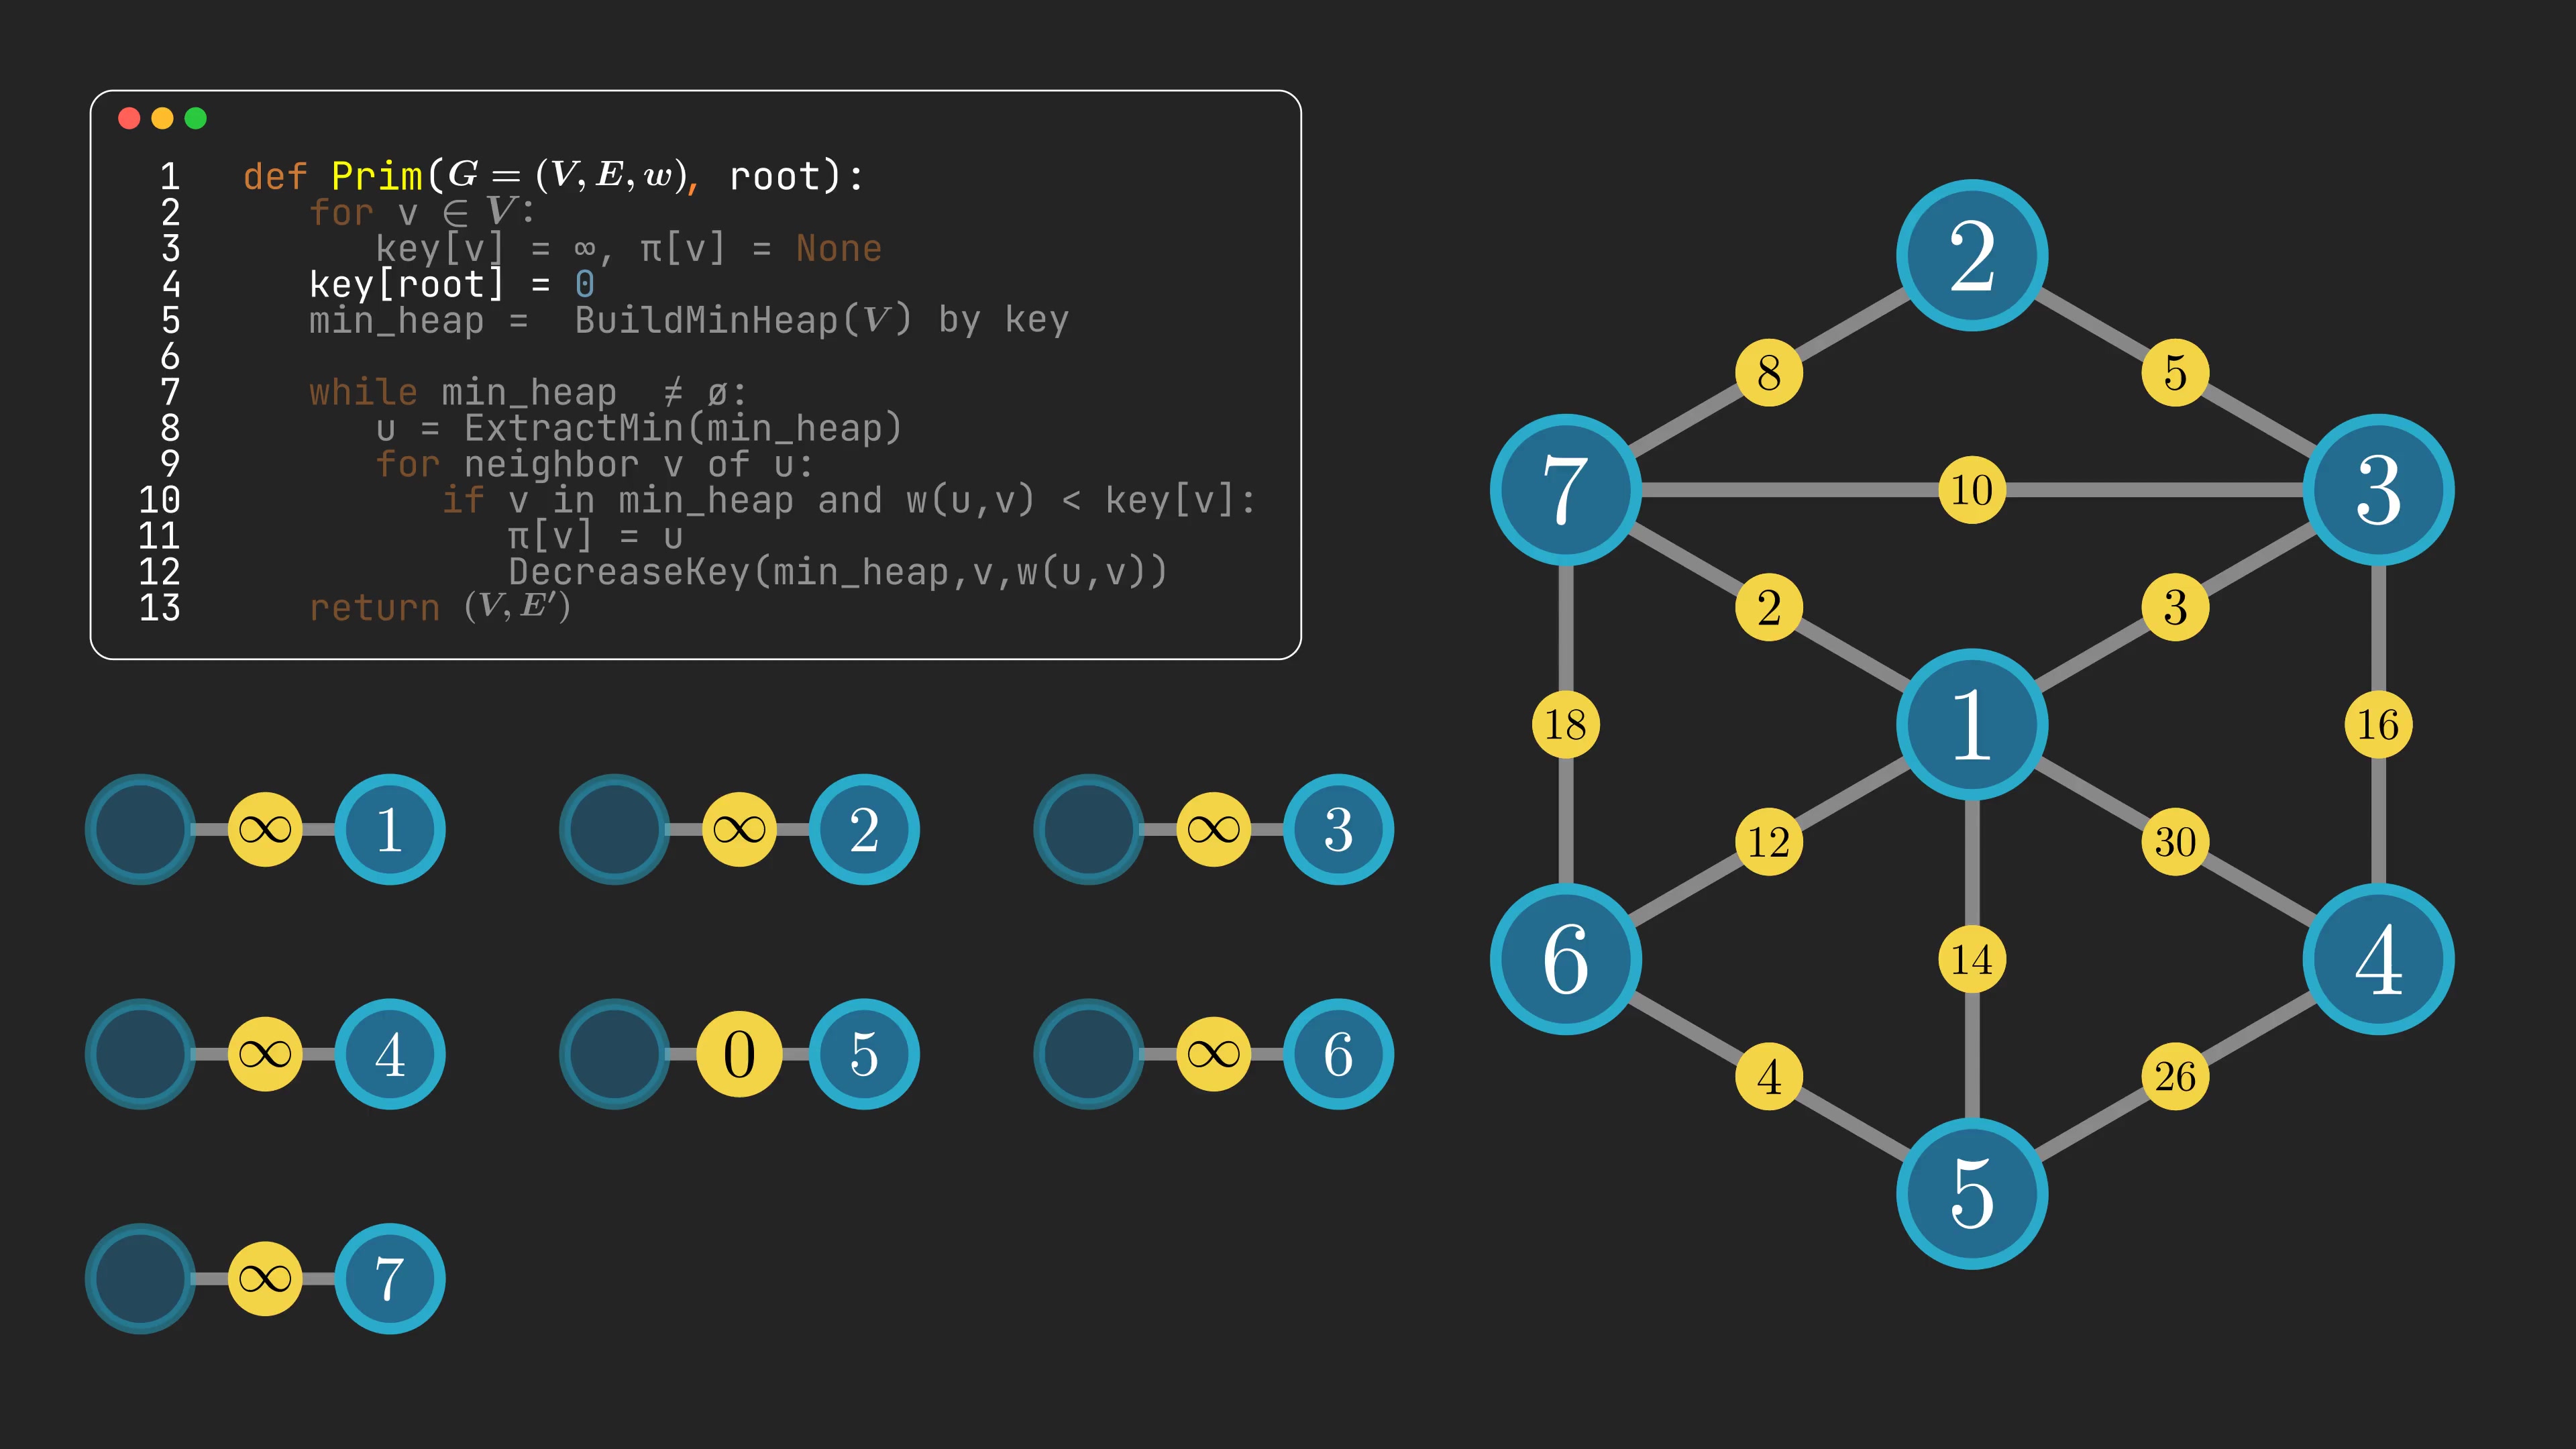 1 def Prim(G = (V, E, w), root):
2 for v ∈ V:
3 key[v] = ∞, π[v] = None
4 key[root] = 0
5 min_heap = BuildMinHeap(V) by key
6
7 while min_heap ≠ ø:
8 u = ExtractMin(min_heap)
9 for neighbor v of u:
10 if v in min_heap and w(u,v) < key[v]:
11 π[v] = u
12 DecreaseKey(min_heap,v,w(u,v))
13 return (V, E′)
∞ 1 ∞ 2 ∞ 3
∞ 4 0 5 ∞ 6
∞ 7
2
8 5
7 10 3
2 3
18 1 16
12 30
6 14 4
4 26
5